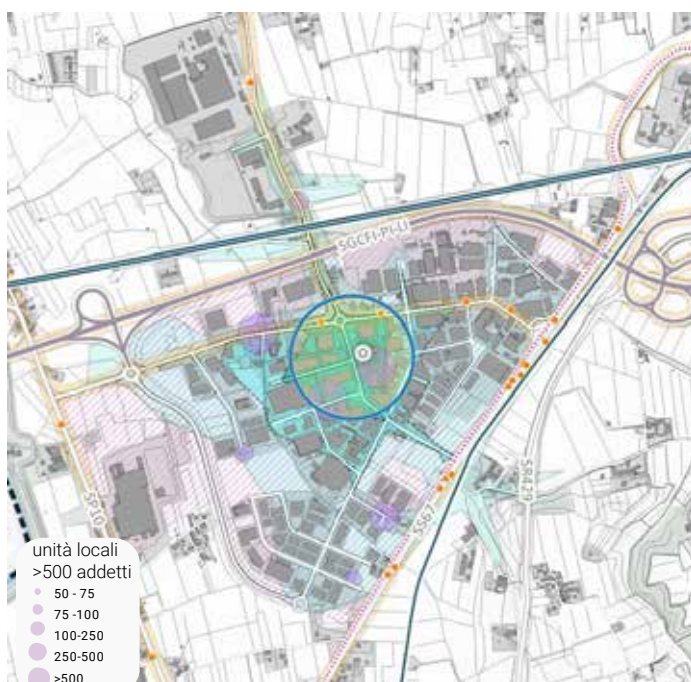 SGCFI-PI-LI
SP10
SS67
SR429
unità locali
>500 addetti
50 - 75
75 -100
100-250
250-500
>500